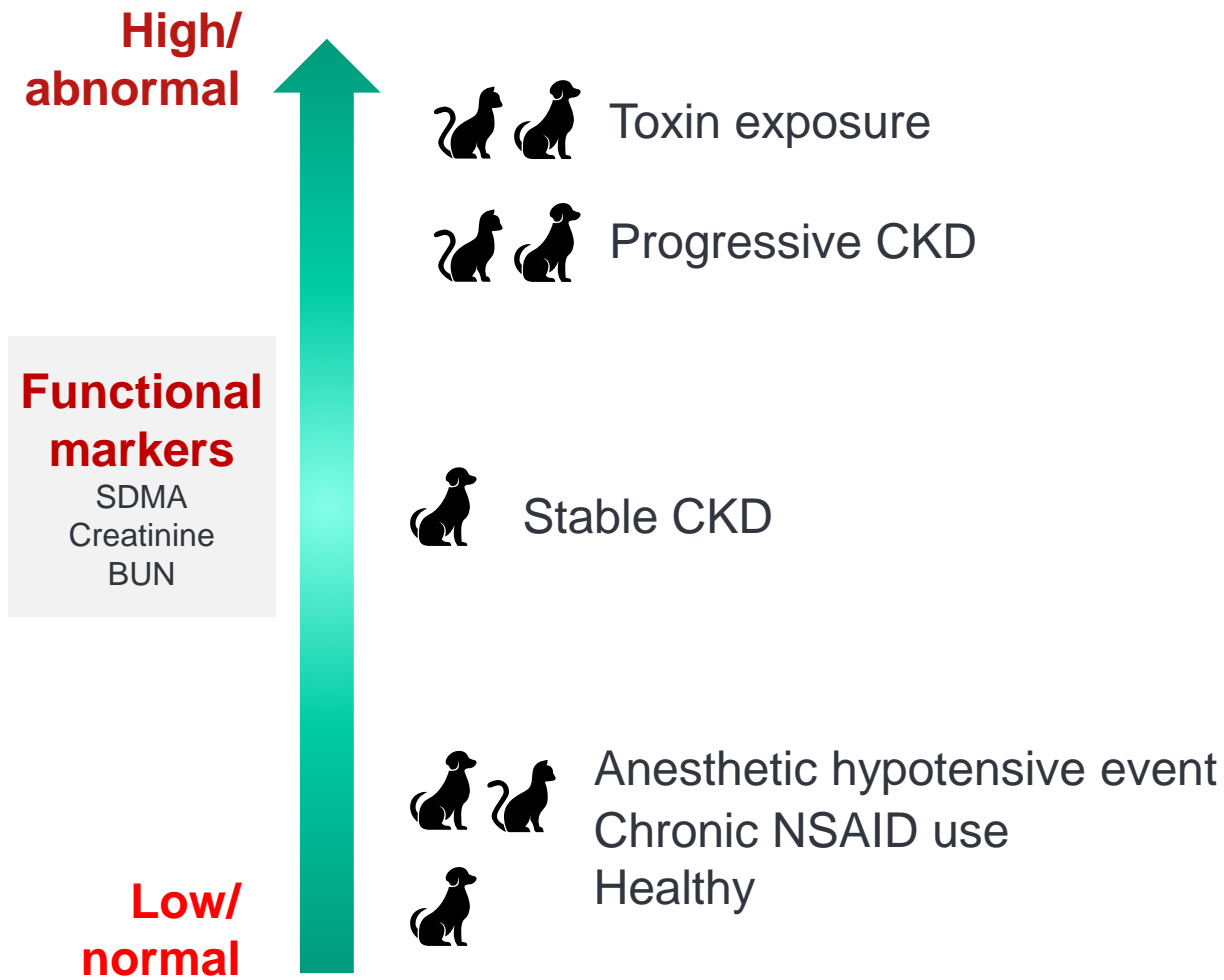 High/
abnormal
Toxin exposure
Progressive CKD
Functional
markers
SDMA
Creatinine
BUN
Stable CKD
Anesthetic hypotensive event
Chronic NSAID use
Healthy
Low/
normal